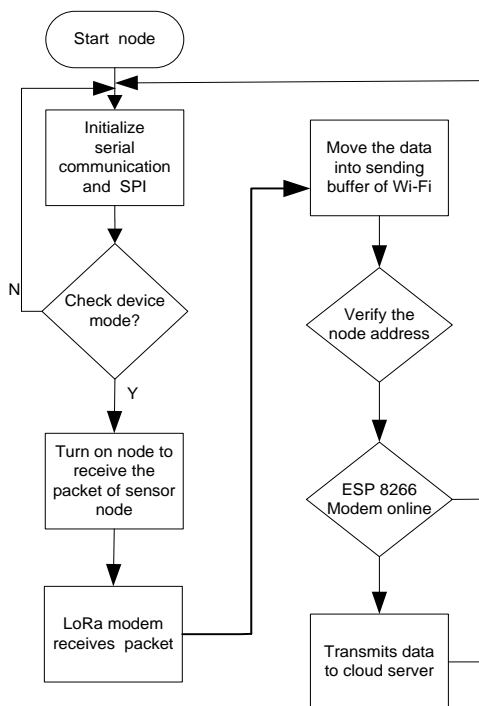 Start node
Initialize
serial
communication
and SPI
N
Check device
mode?
Y
Turn on node to
receive the
packet of sensor
node
LoRa modem
receives packet
Move the data
into sending
buffer of Wi-Fi
Verify the
node address
ESP 8266
Modem online
Transmits data
to cloud server